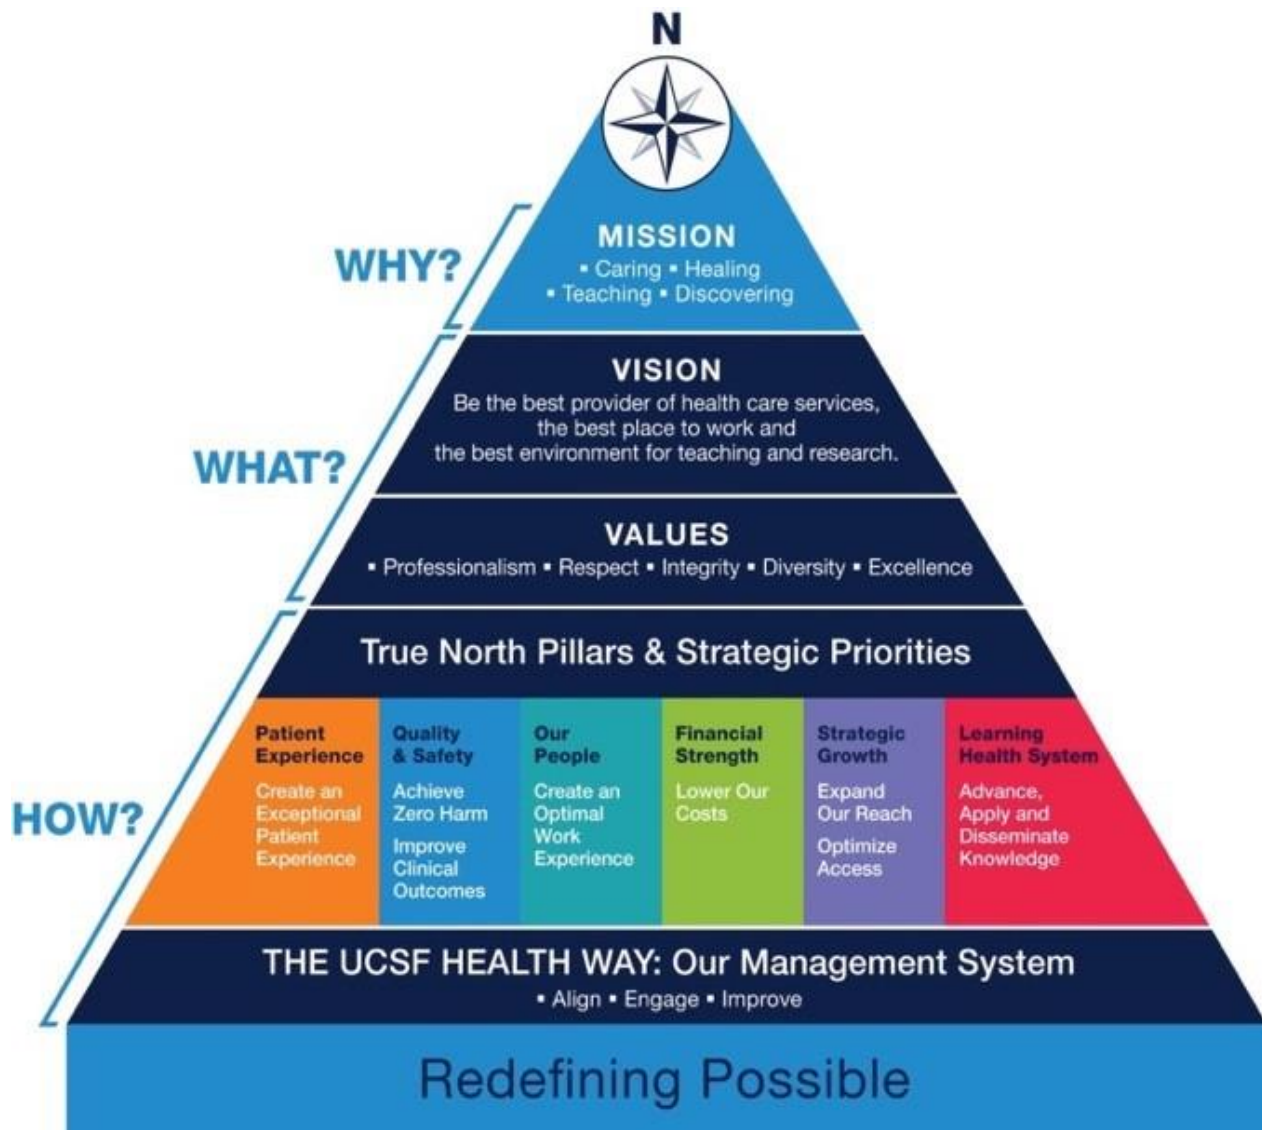 N
WHY?
MISSION
▪ Caring ▪ Healing
▪ Teaching ▪ Discovering
WHAT?
VISION
Be the best provider of health care services,
the best place to work and
the best environment for teaching and research.
VALUES
▪ Professionalism ▪ Respect ▪ Integrity ▪ Diversity ▪ Excellence
HOW?
True North Pillars & Strategic Priorities
Patient
Experience
Create an
Exceptional
Patient
Experience
Quality
& Safety
Achieve
Zero Harm
Improve
Clinical
Outcomes
Our
People
Create an
Optimal
Work
Experience
Financial
Strength
Lower Our
Costs
Strategic
Growth
Expand
Our Reach
Optimize
Access
Learning
Health System
Advance,
Apply and
Disseminate
Knowledge
THE UCSF HEALTH WAY: Our Management System
▪ Align ▪ Engage ▪ Improve
Redefining Possible